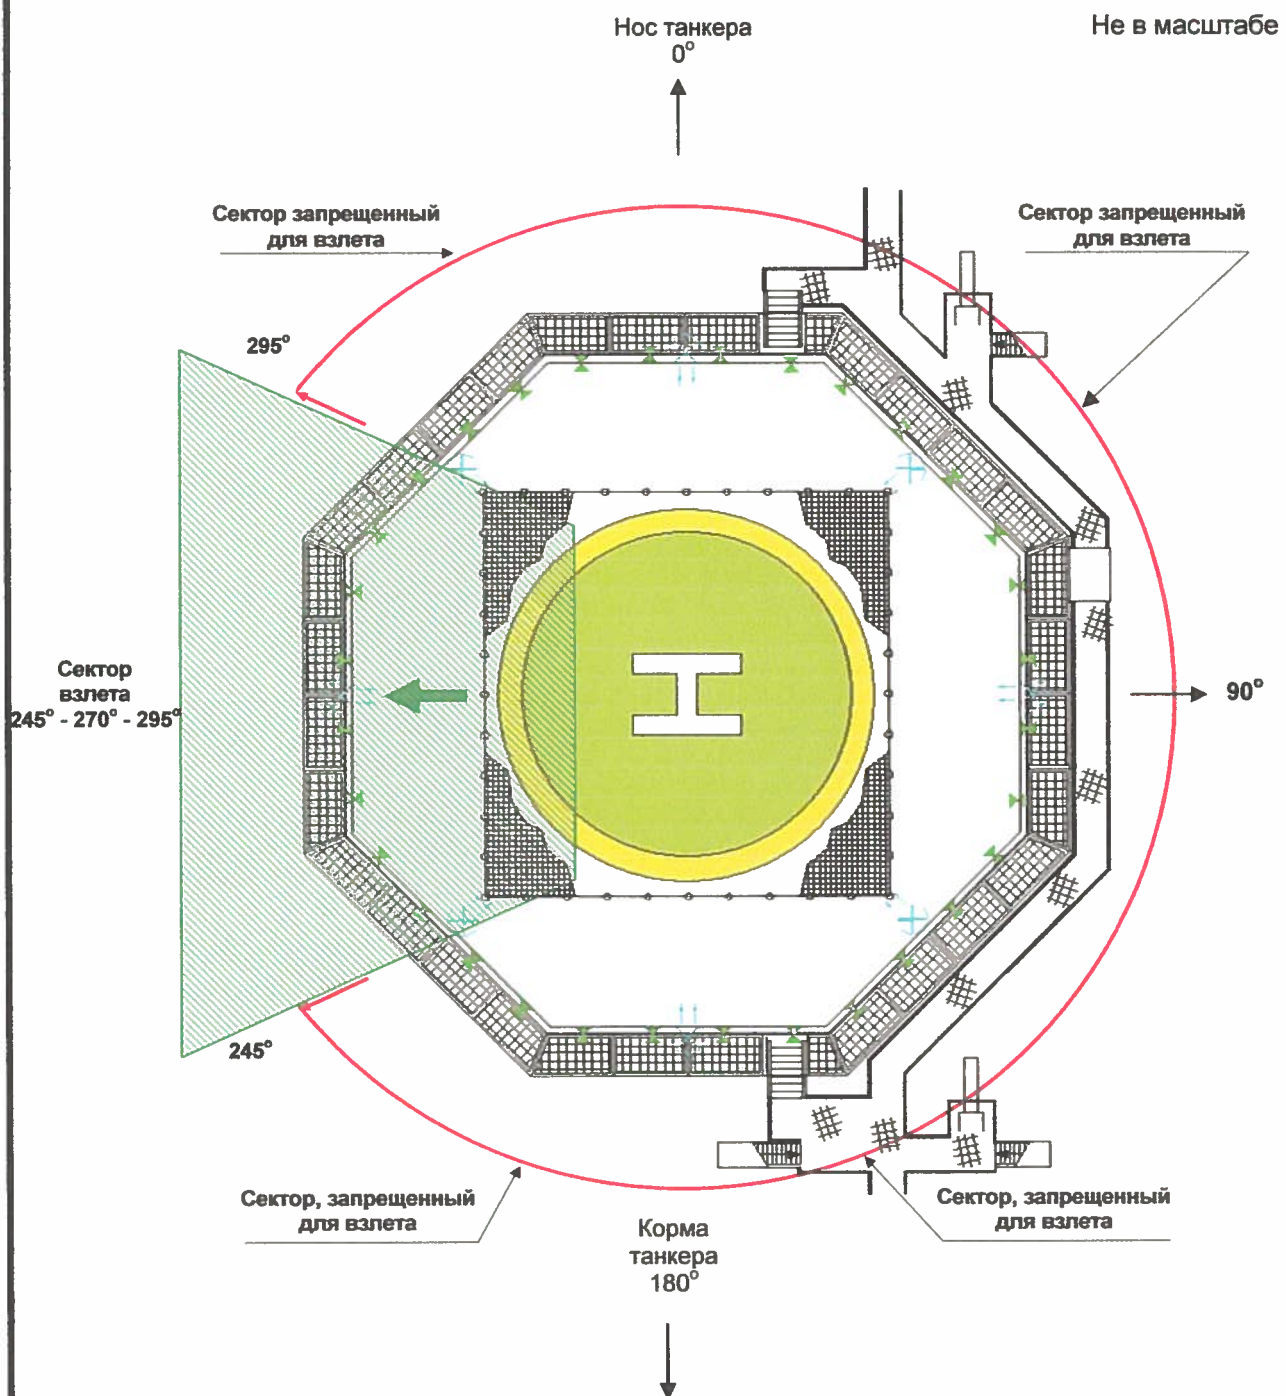 Нос танкера
0°
Не в масштабе
Сектор запрещенный
для взлета
Сектор запрещенный
для взлета
295°
H
Сектор
взлета
245° - 270° - 295°
90°
245°
Сектор, запрещенный
для взлета
Сектор, запрещенный
для взлета
Корма
танкера
180°